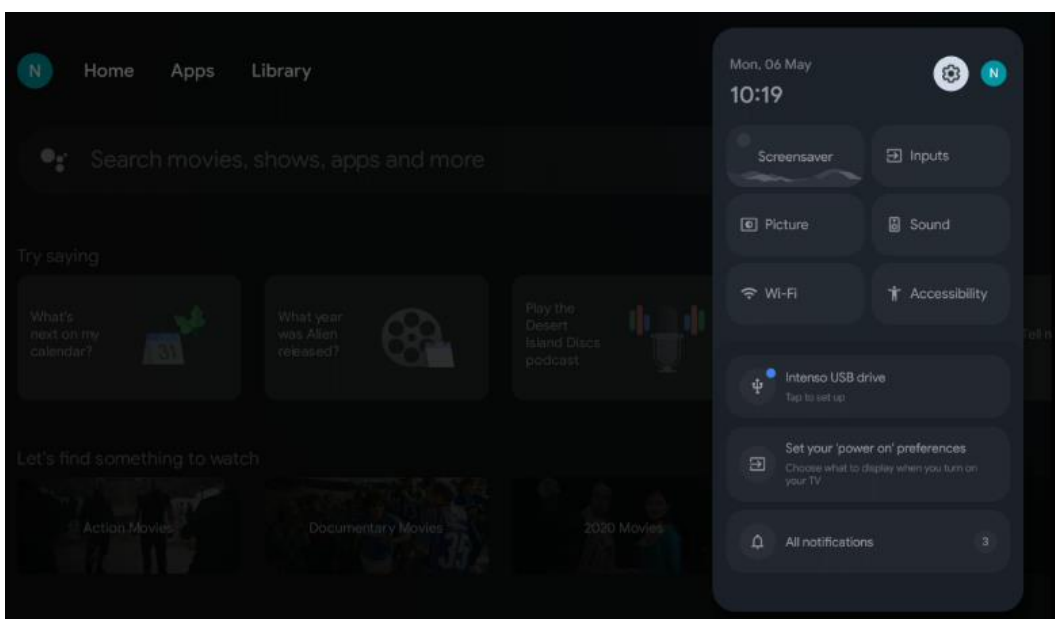 N
Home
Apps
Library
Search movies, shows, apps and more
Try saying
What's
next on my
calendar?
31
What year
was Alien
released?
Play the
Desert
Island Discs
podcast
Tell
Let's find something to watch
Action Movies
Documentary Movies
35
2020 Movies
Mon, 06 May
10:19
N
Screensaver
Inputs
Picture
Sound
Wi-Fi
Accessibility
Intenso USB drive
Tap to set up
Set your 'power on' preferences
Choose what to display when you turn on
your TV
All notifications
3